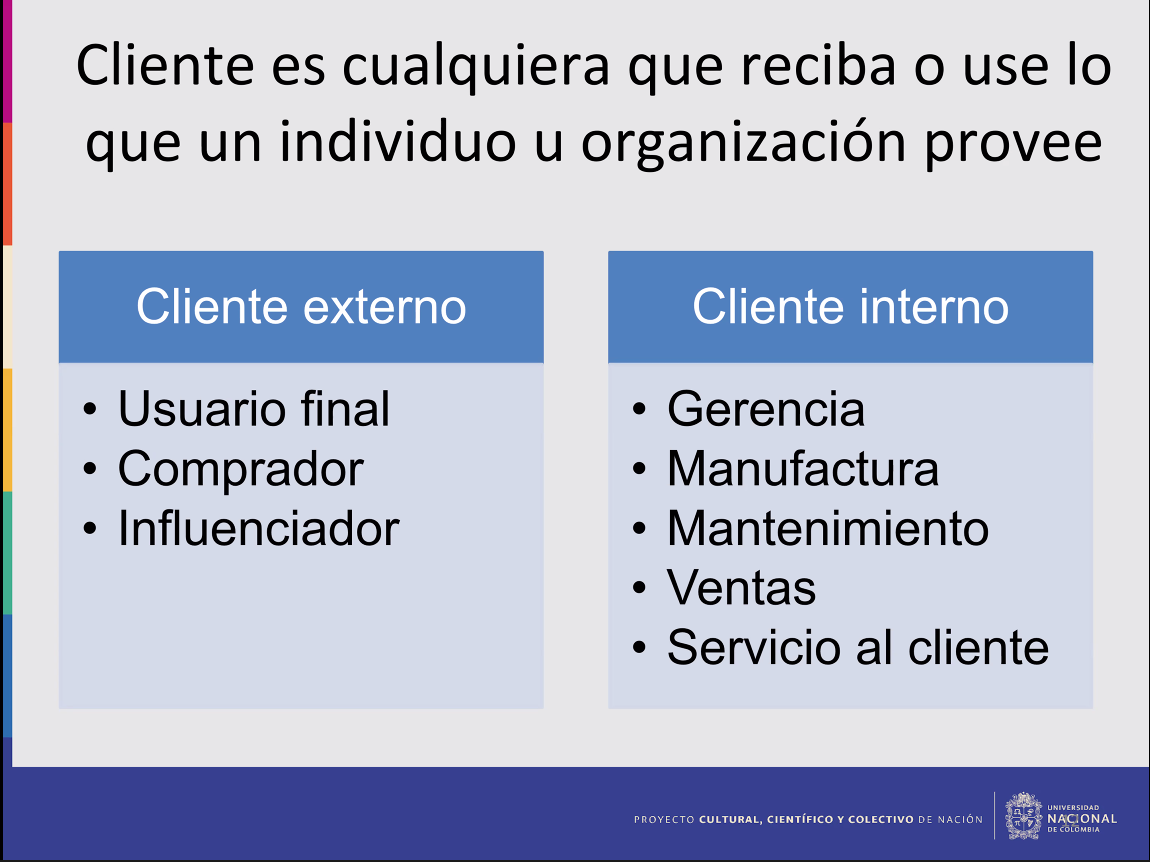 Cliente es cualquiera que reciba o use lo
que un individuo u organización provee
Cliente externo
• Usuario final
• Comprador
• Influenciador
Cliente interno
• Gerencia
• Manufactura
• Mantenimiento
• Ventas
• Servicio al cliente
PROYECTO CULTURAL, CIENTÍFICO Y COLECTIVO DE NACIÓN
UNIVERSIDAD
NACIONAL
DE COLOMBIA